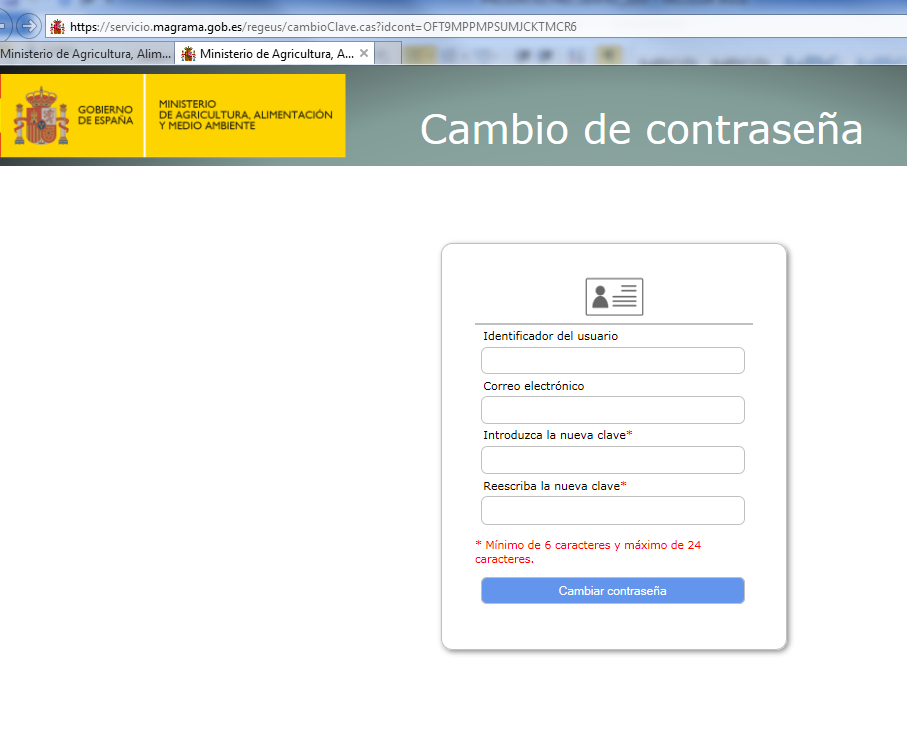 https://servicio.magrama.gob.es/regeus/cambioClave.cas?idcont=OFT9MPPMPSUMJCKTMCR6
Ministerio de Agricultura, Alim...
Ministerio de Agricultura, A...
GOBIERNO
DE ESPAÑA
MINISTERIO
DE AGRICULTURA, ALIMENTACIÓN
Y MEDIO AMBIENTE
Cambio de contraseña
Identificador del usuario
Correo electrónico
Introduzca la nueva clave*
Reescriba la nueva clave*
* Mínimo de 6 caracteres y máximo de 24
caracteres.
Cambiar contraseña